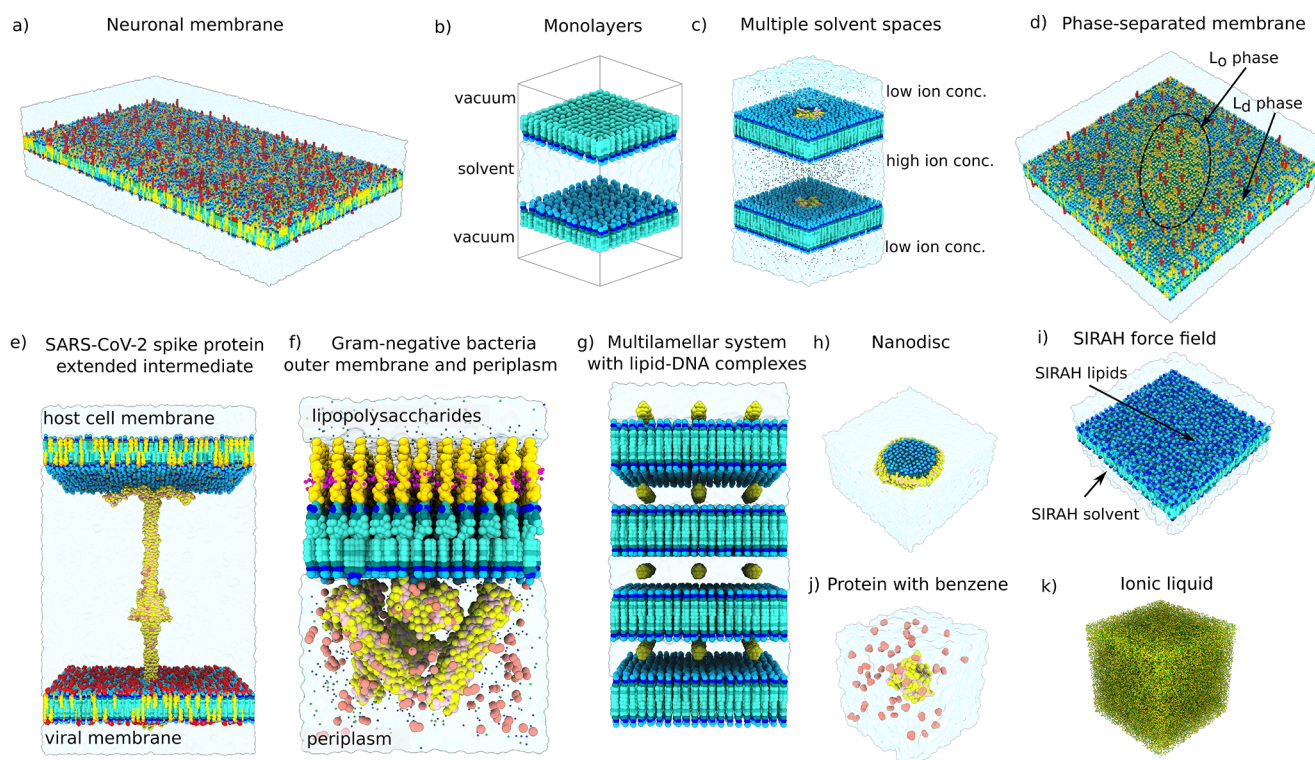 a) Neuronal membrane
b) Monolayers
vacuum
solvent
vacuum
c) Multiple solvent spaces
low ion conc.
high ion conc.
low ion conc.
d) Phase-separated membrane
Lo phase
Ld phase
e) SARS-CoV-2 spike protein
extended intermediate
host cell membrane
viral membrane
f) Gram-negative bacteria
outer membrane and periplasm
lipopolysaccharides
periplasm
g) Multilamellar system
with lipid-DNA complexes
h) Nanodisc
i) SIRAH force field
SIRAH lipids
SIRAH solvent
j) Protein with benzene
k) Ionic liquid